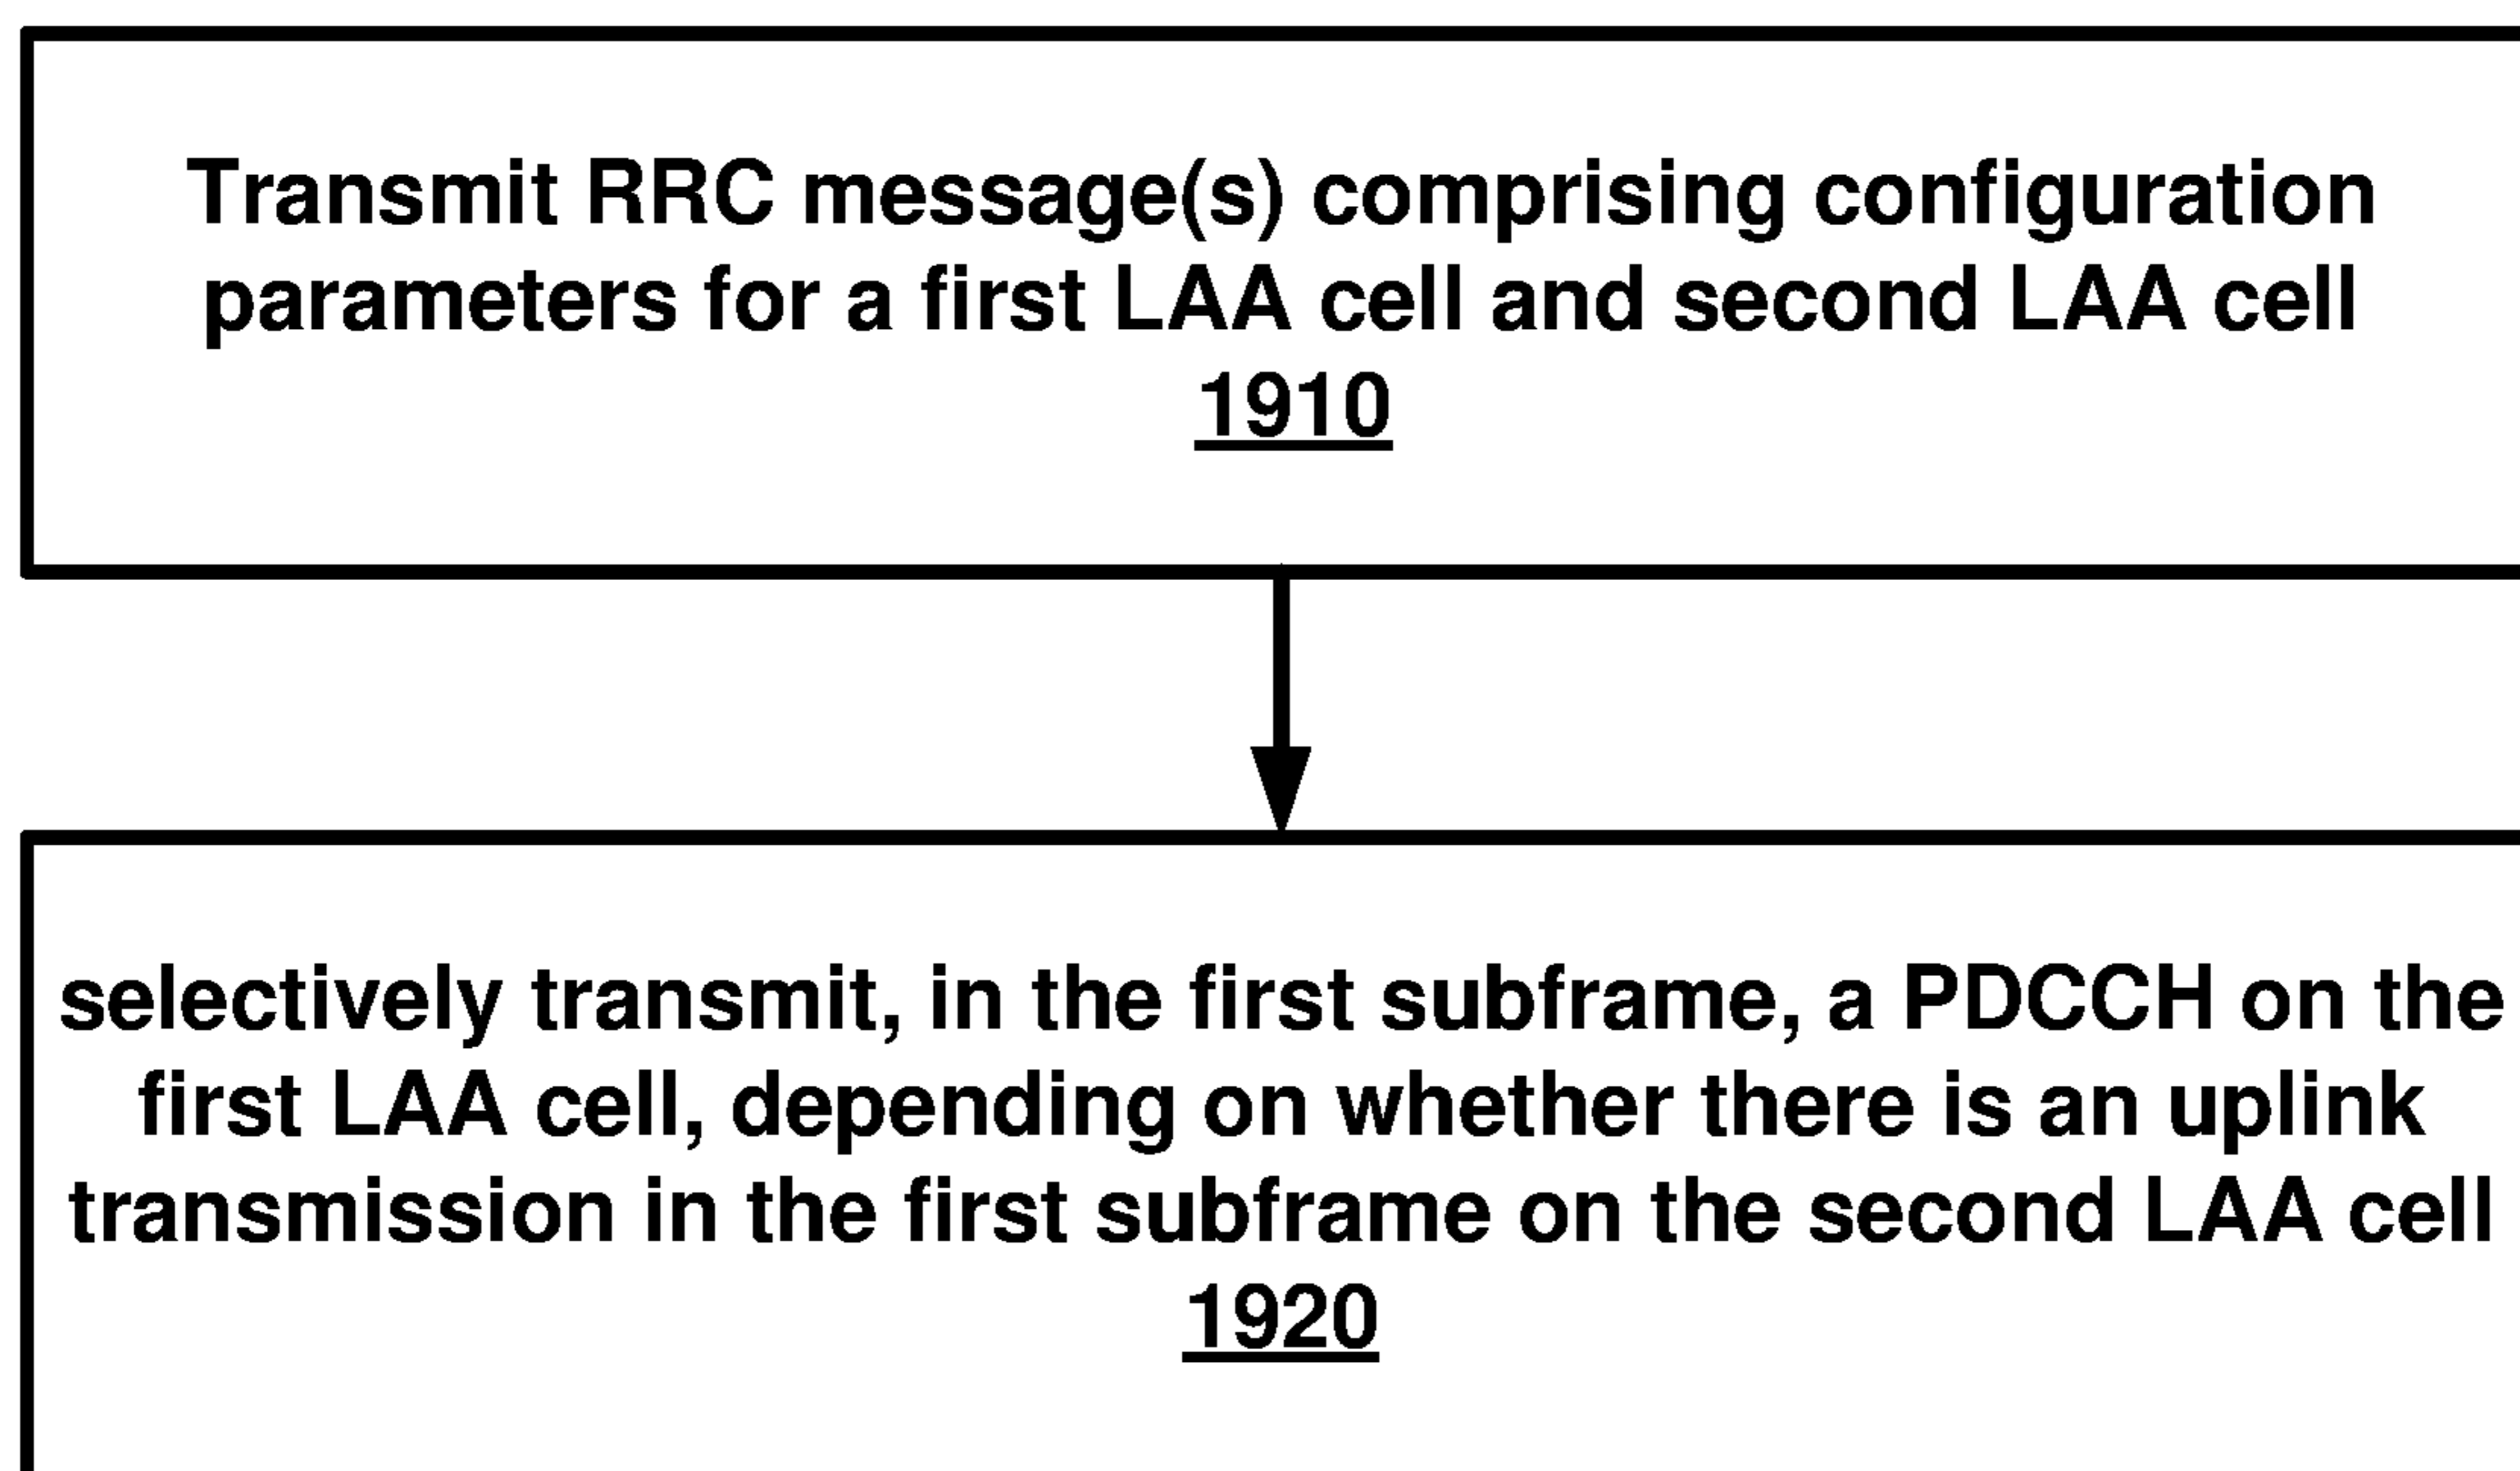 Transmit RRC message(s) comprising configuration
parameters for a first LAA cell and second LAA cell
1910
selectively transmit, in the first subframe, a PDCCH on the
first LAA cell, depending on whether there is an uplink
transmission in the first subframe on the second LAA cell
1920